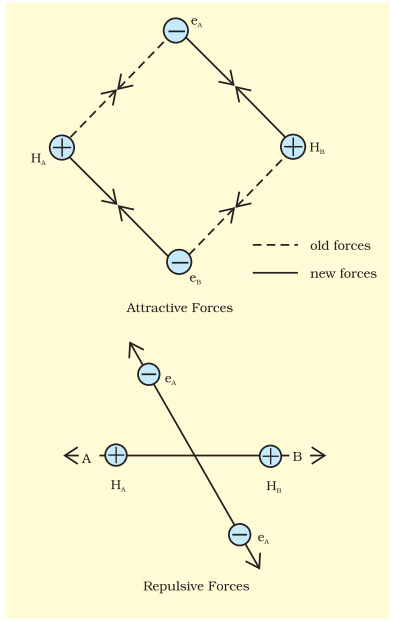 e_A
H_A
H_B
e_B
old forces
new forces
Attractive Forces
e_A
A
B
H_A
H_B
e_A
Repulsive Forces